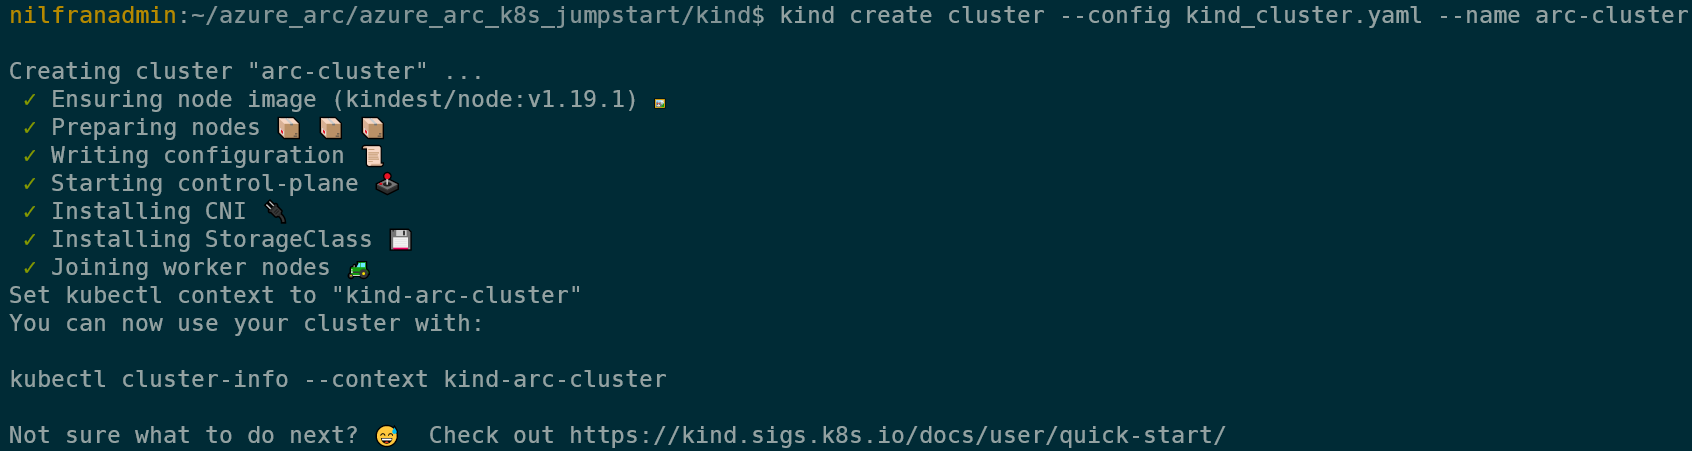 nilfranadmin:~/azure_arc/azure_arc_k8s_jumpstart/kind$ kind create cluster --config kind_cluster.yaml --name arc-cluster
Creating cluster "arc-cluster" ...
✓ Ensuring node image (kindest/node:v1.19.1) 🖼
✓ Preparing nodes 📦 📦 📦
✓ Writing configuration 📜
✓ Starting control-plane 🕹️
✓ Installing CNI 🔌
✓ Installing StorageClass 💾
✓ Joining worker nodes 🚜
Set kubectl context to "kind-arc-cluster"
You can now use your cluster with:
kubectl cluster-info --context kind-arc-cluster
Not sure what to do next? 😅 Check out https://kind.sigs.k8s.io/docs/user/quick-start/